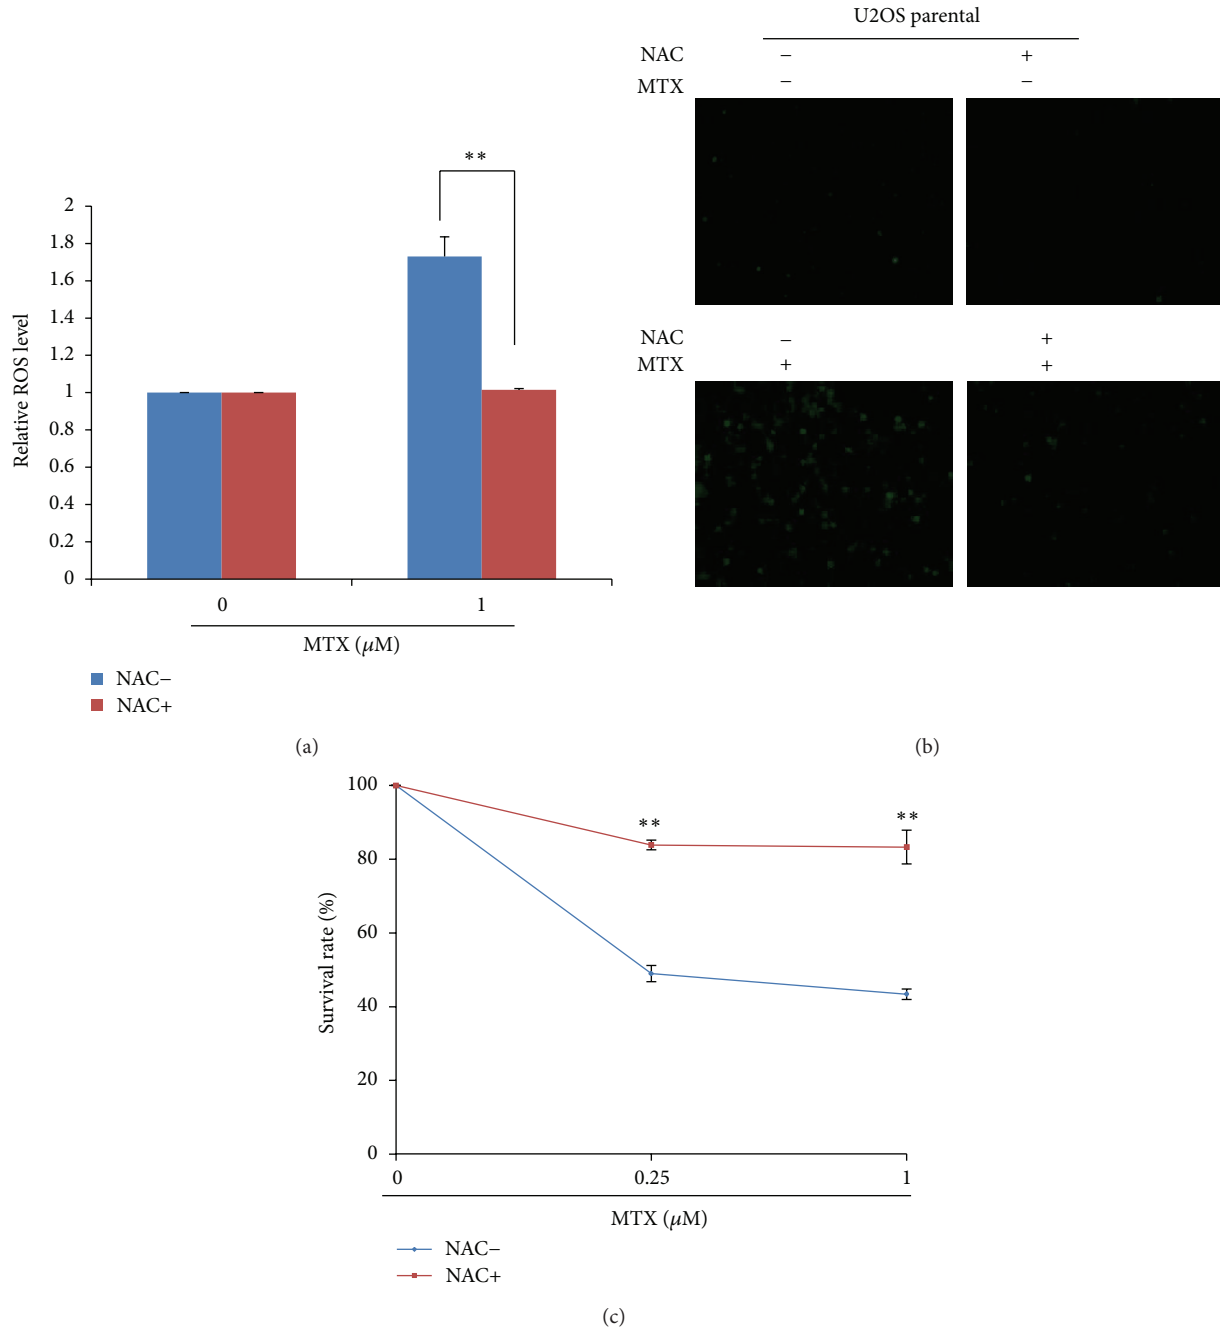 **
2
1.8
1.6
1.4
1.2
1
0.8
0.6
0.4
0.2
0
Relative ROS level
0 1
MTX (μM)
NAC−
NAC+
(a)
U2OS parental
NAC − +
MTX − −
NAC − +
MTX + +
(b)
100
80
60
40
20
0
Survival rate (%)
** **
0 0.25 1
MTX (μM)
NAC−
NAC+
(c)